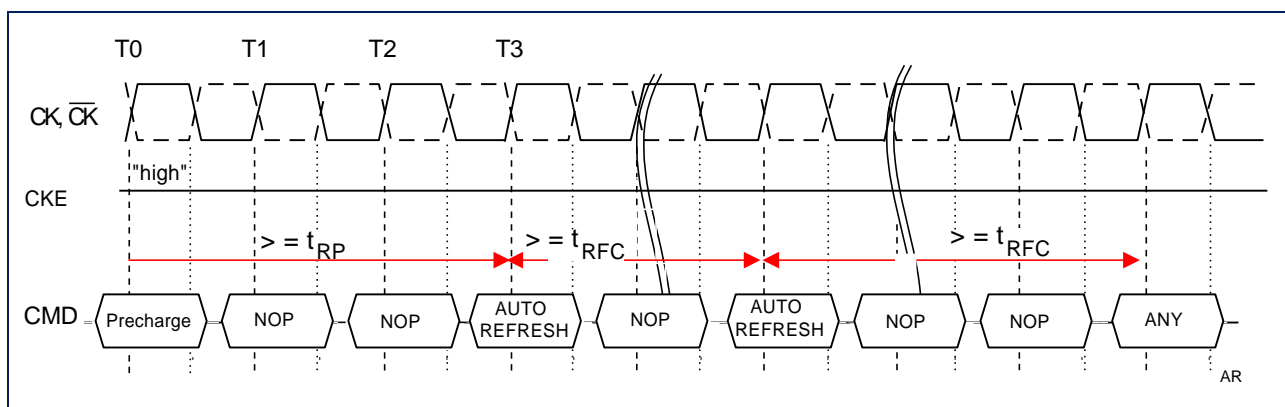 T0 T1 T2 T3
CK, CK
"high"
CKE
> = tRP > = tRFC > = tRFC
CMD Precharge NOP NOP AUTO REFRESH NOP AUTO REFRESH NOP NOP ANY
AR